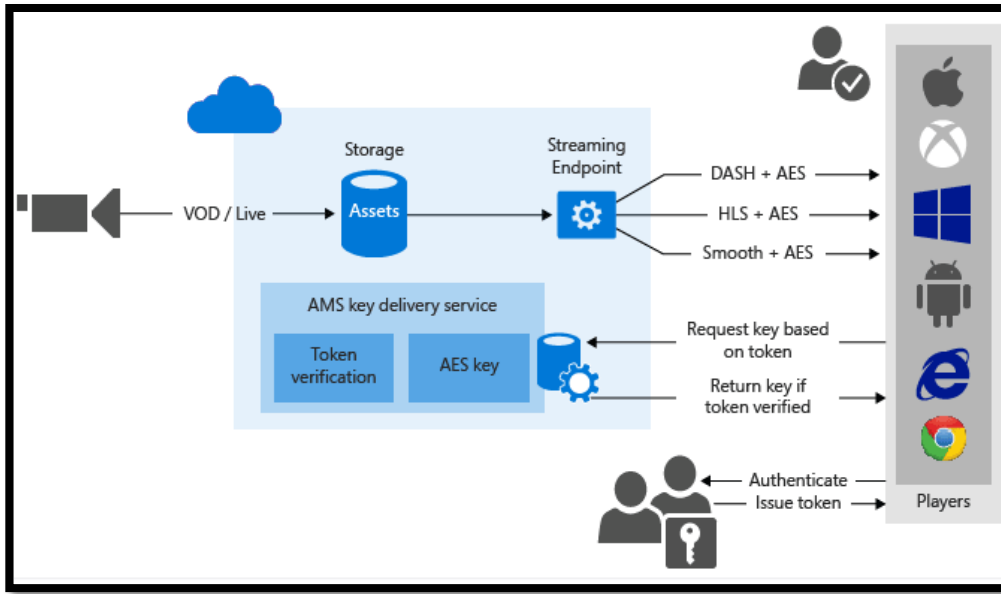 Storage
Assets
Streaming
Endpoint
VOD / Live
DASH + AES
HLS + AES
Smooth + AES
AMS key delivery service
Token
verification
AES key
Request key based
on token
Return key if
token verified
Authenticate
Issue token
Players